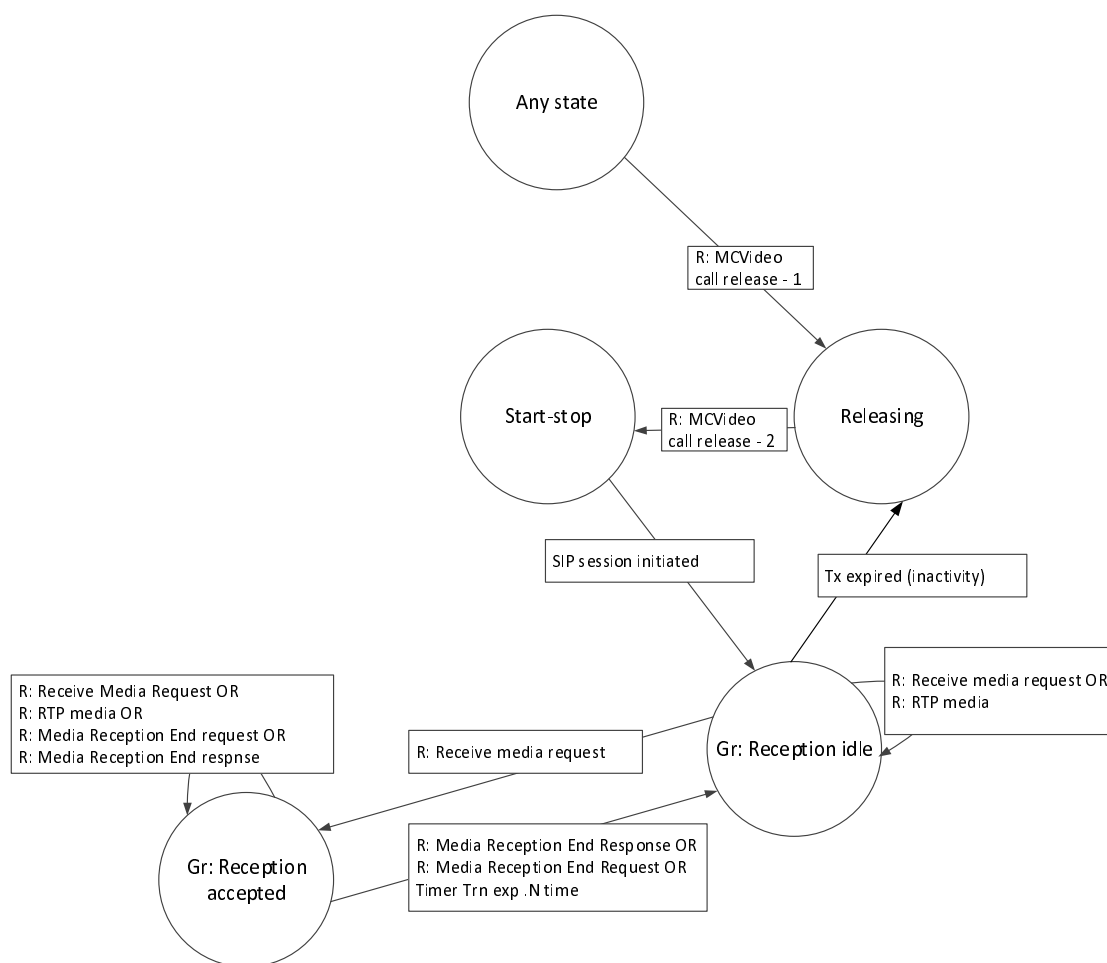 Any state
R: MCVideo
call release - 1
Start-stop
R: MCVideo
call release - 2
Releasing
SIP session initiated
Tx expired (inactivity)
R: Receive media request OR
R: RTP media
R: Receive Media Request OR
R: RTP media OR
R: Media Reception End request OR
R: Media Reception End respnse
R: Receive media request
Gr: Reception idle
R: Media Reception End Response OR
R: Media Reception End Request OR
Timer Trn exp .N time
Gr: Reception
accepted